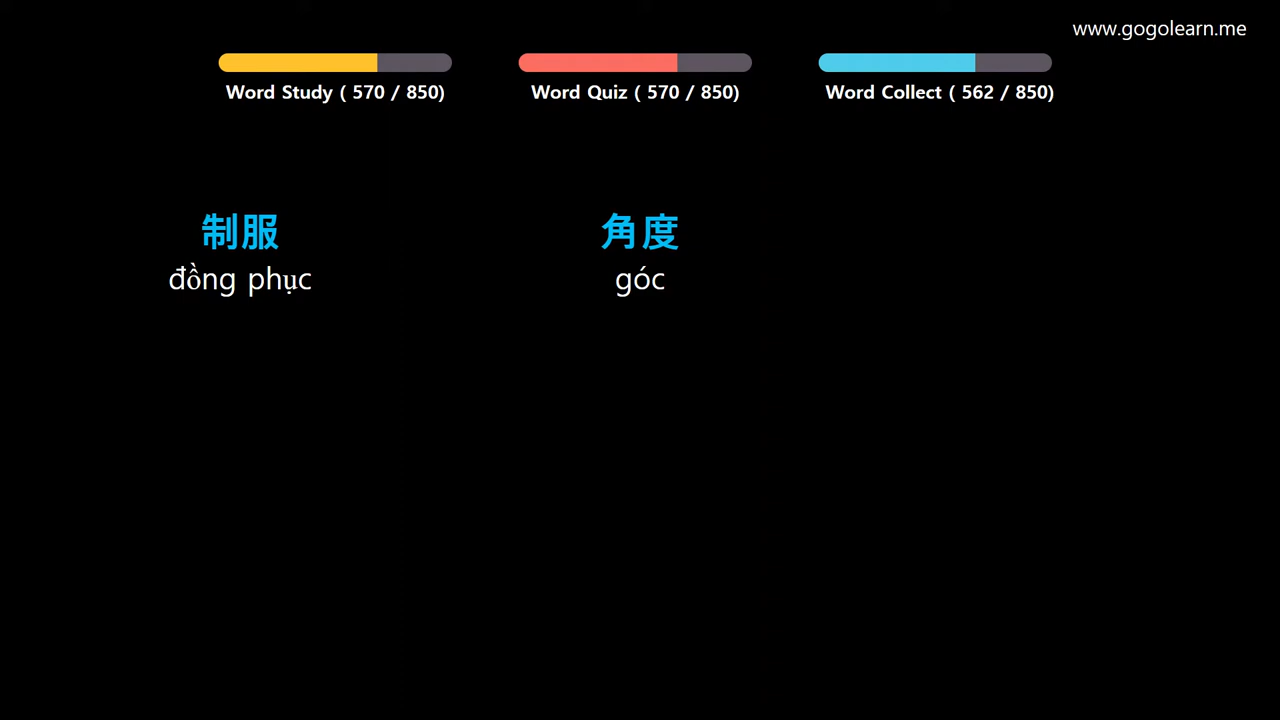 www.gogolearn.me
Word Study ( 570 / 850)
Word Quiz ( 570 / 850)
Word Collect ( 562 / 850)
制服
đồng phục
角度
góc